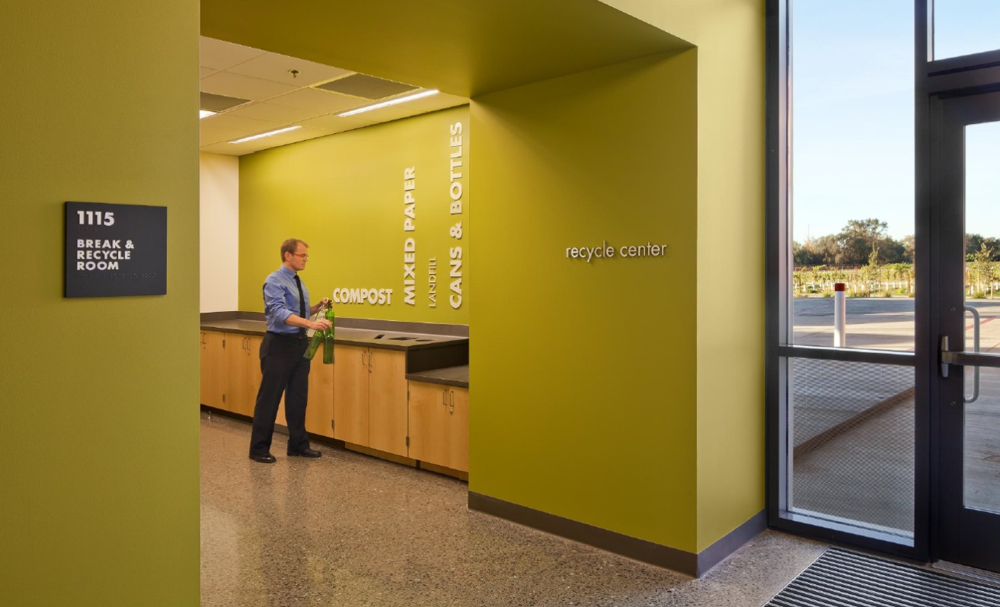 1115
BREAK &
RECYCLE
ROOM
COMPOST
MIXED PAPER
LANDFILL
CANS & BOTTLES
recycle center